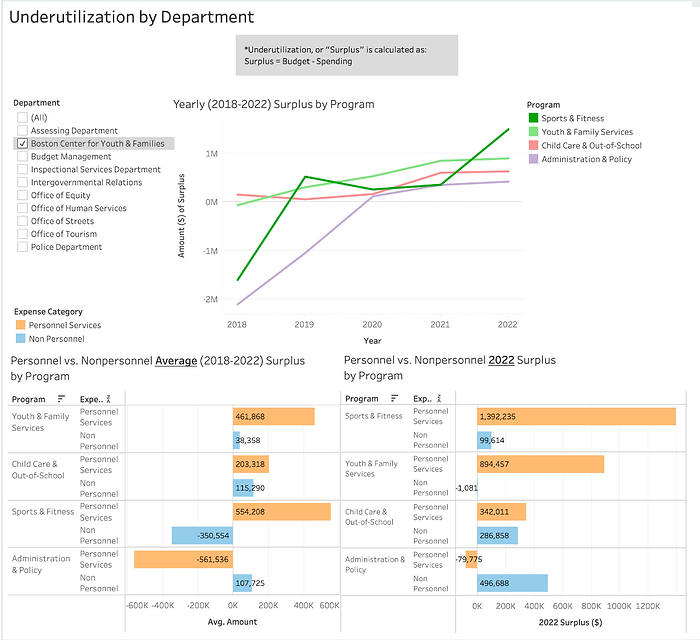 Underutilization by Department
*Underutilization, or "Surplus" is calculated as:
Surplus = Budget - Spending
Department
(All)
Assessing Department
Boston Center for Youth & Families
Budget Management
Inspectional Services Department
Intergovernmental Relations
Office of Equity
Office of Human Services
Office of Streets
Office of Tourism
Police Department
Yearly (2018-2022) Surplus by Program
Amount ($) of Surplus
1M
0M
-1M
-2M
2018 2019 2020 2021 2022
Year
Program
Sports & Fitness
Youth & Family Services
Child Care & Out-of-School
Administration & Policy
Expense Category
Personnel Services
Non Personnel
Personnel vs. Nonpersonnel Average (2018-2022) Surplus
by Program
Program Expe..
Youth & Family
Services
Personnel
Services
461,868
Non
Personnel
38,358
Child Care &
Out-of-School
Personnel
Services
203,318
Non
Personnel
115,290
Sports & Fitness
Personnel
Services
554,208
Non
Personnel
-350,554
Administration
& Policy
Personnel
Services
-561,536
Non
Personnel
107,725
-600K -400K -200K 0K 200K 400K 600K
Avg. Amount
Personnel vs. Nonpersonnel 2022 Surplus
by Program
Program Exp..
Sports & Fitness
Personnel
Services
1,392,235
Non
Personnel
99,614
Youth & Family
Services
Personnel
Services
894,457
Non
Personnel
-1,081
Child Care &
Out-of-School
Personnel
Services
342,011
Non
Personnel
286,858
Administration &
Policy
Personnel
Services
-79,775
Non
Personnel
496,688
0K 200K 400K 600K 800K 1000K 1200K
2022 Surplus ($)